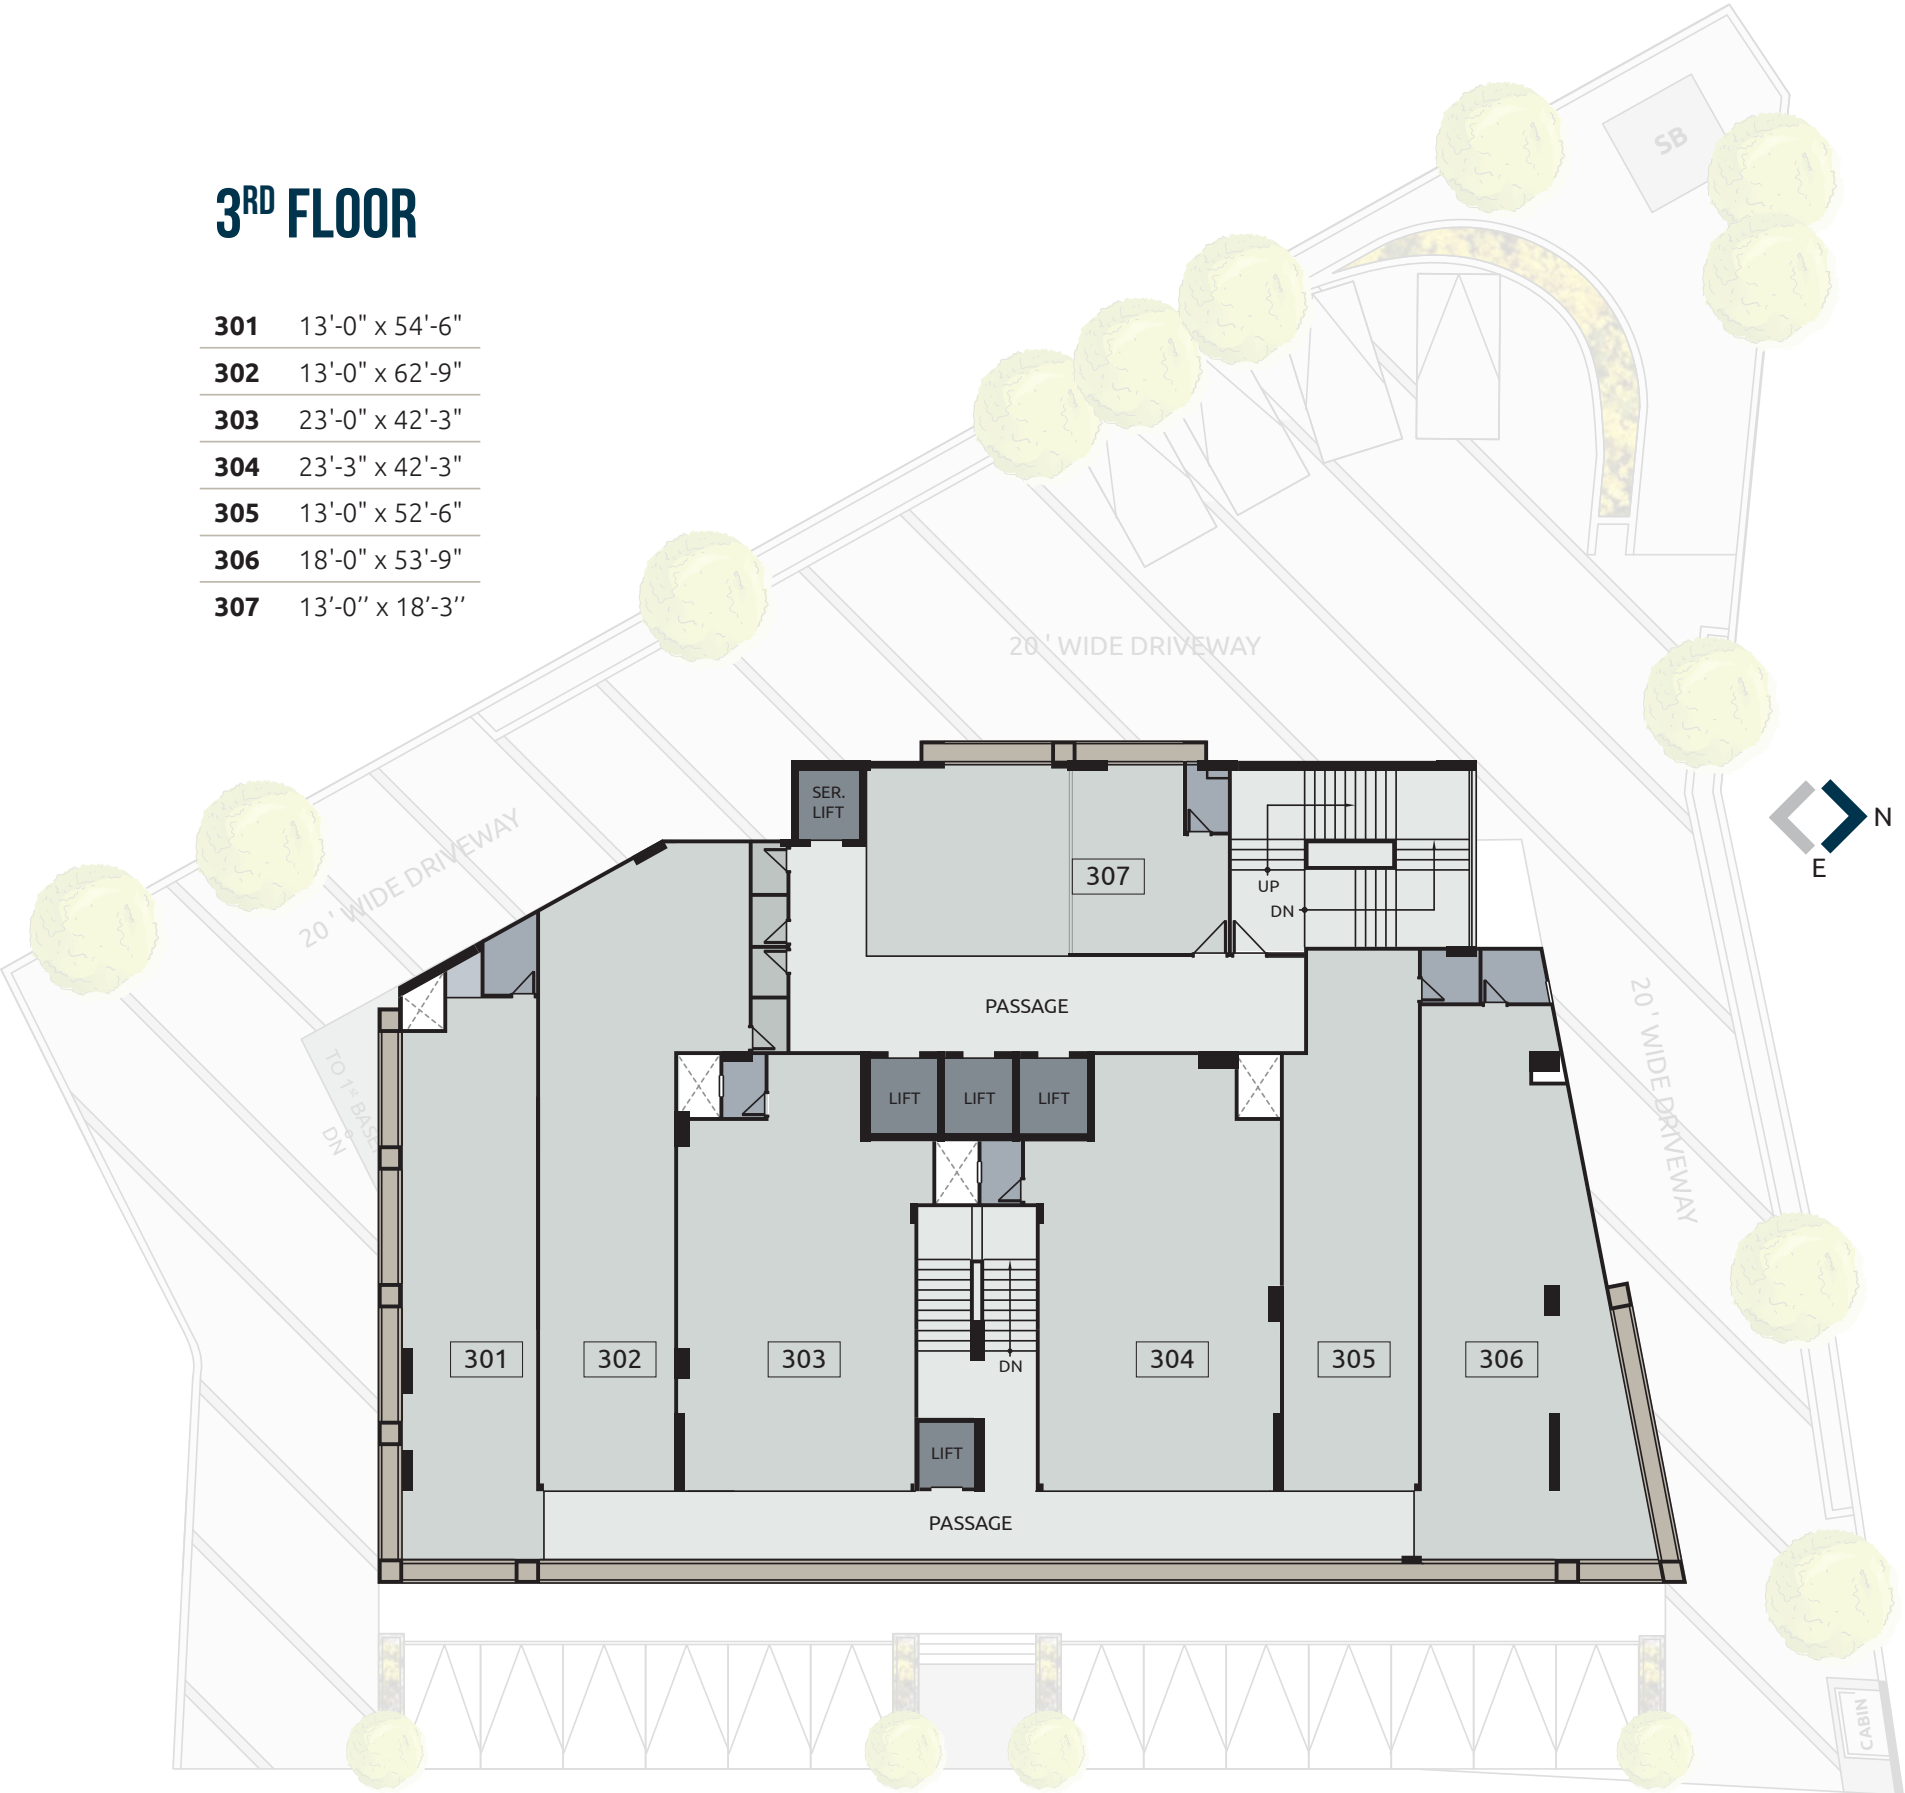 3RD FLOOR
301 13'-0" x 54'-6"
302 13'-0" x 62'-9"
303 23'-0" x 42'-3"
304 23'-3" x 42'-3"
305 13'-0" x 52'-6"
306 18'-0" x 53'-9"
307 13’-0’’ x 18’-3’’
SB
20 ' WIDE DRIVEWAY
SER.
LIFT
20 ' WIDE DRIVEWAY
N
E
307
UP
DN
PASSAGE
20 ' WIDE DRIVEWAY
TO 1st
DN
LIFT
LIFT
LIFT
301
302
303
DN
304
305
306
LIFT
PASSAGE
CABIN